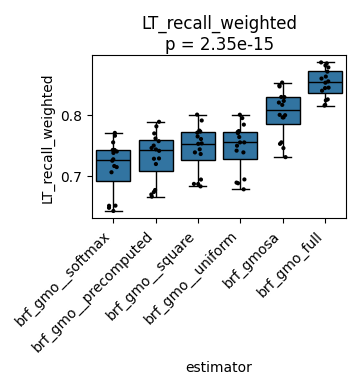 LT_recall_weighted
p = 2.35e-15
LT_recall_weighted
0.8
0.7
brf_gmo__softmax
brf_gmo__precomputed
brf_gmo__square
brf_gmo__uniform
brf_gmosa
brf_gmo_full
estimator